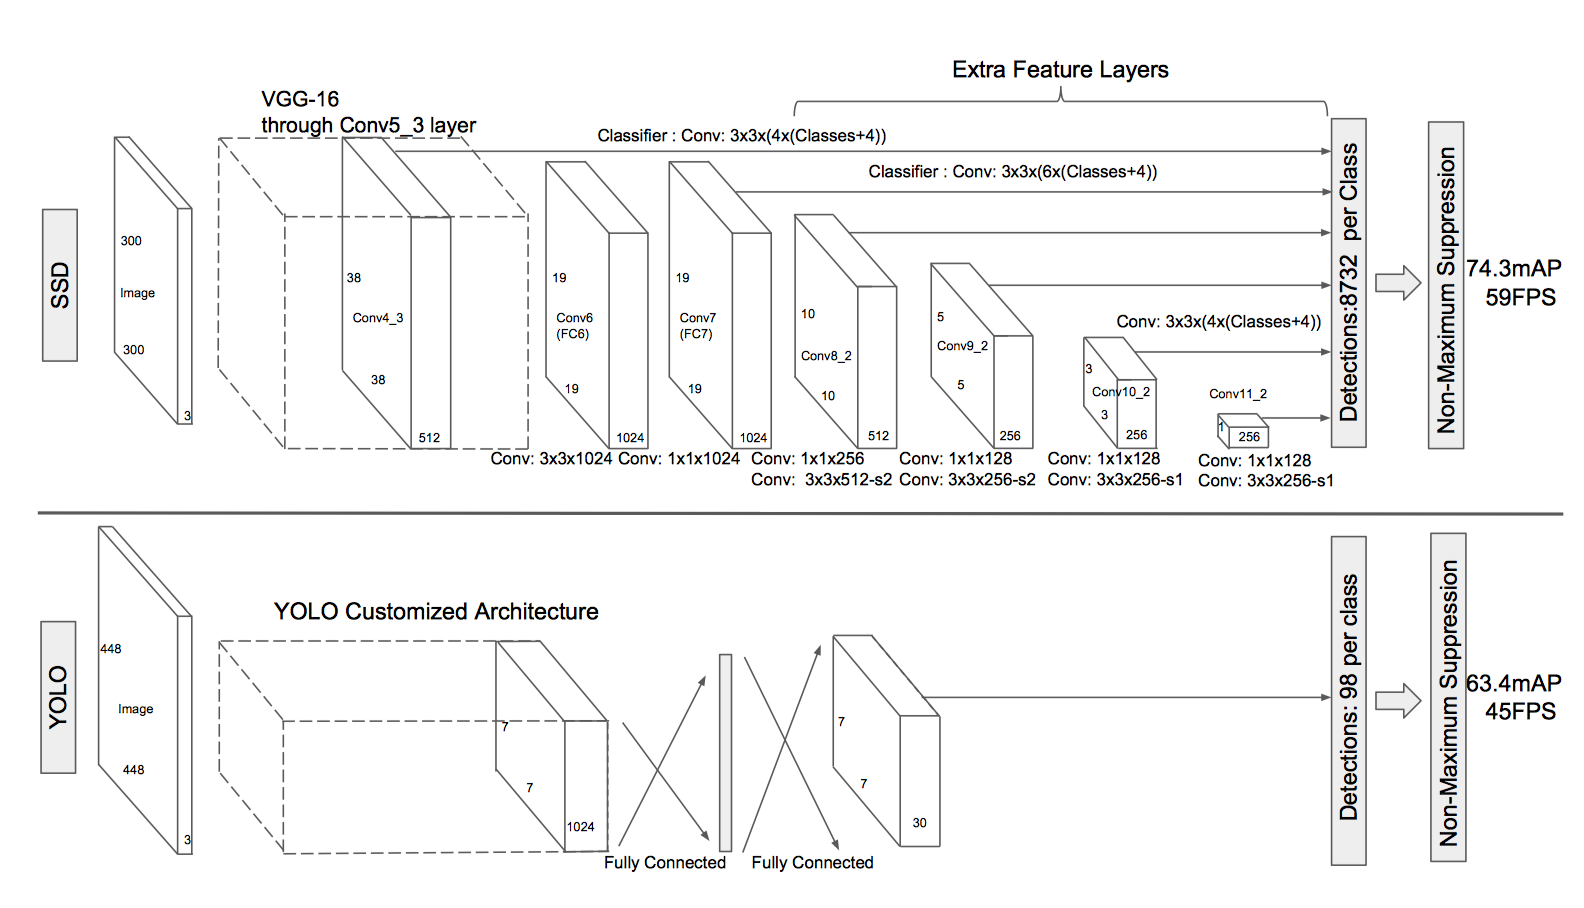 Extra Feature Layers
VGG-16
through Conv5_3 layer
Classifier : Conv: 3x3x(4x(Classes+4))
Classifier : Conv: 3x3x(6x(Classes+4))
SSD
300
Image
300
3
38
Conv4_3
38
512
19
Conv6
(FC6)
19
1024
19
Conv7
(FC7)
19
1024
10
Conv8_2
10
512
5
Conv9_2
5
256
Conv: 3x3x(4x(Classes+4))
3
Conv10_2
3
256
Conv11_2
1
256
Detections:8732 per Class
Non-Maximum Suppression
74.3mAP
59FPS
Conv: 3x3x1024
Conv: 1x1x1024
Conv: 1x1x256
Conv: 3x3x512-s2
Conv: 1x1x128
Conv: 3x3x256-s2
Conv: 1x1x128
Conv: 3x3x256-s1
Conv: 1x1x128
Conv: 3x3x256-s1
YOLO
448
Image
448
3
YOLO Customized Architecture
7
7
1024
Fully Connected
Fully Connected
7
7
30
Detections: 98 per class
Non-Maximum Suppression
63.4mAP
45FPS